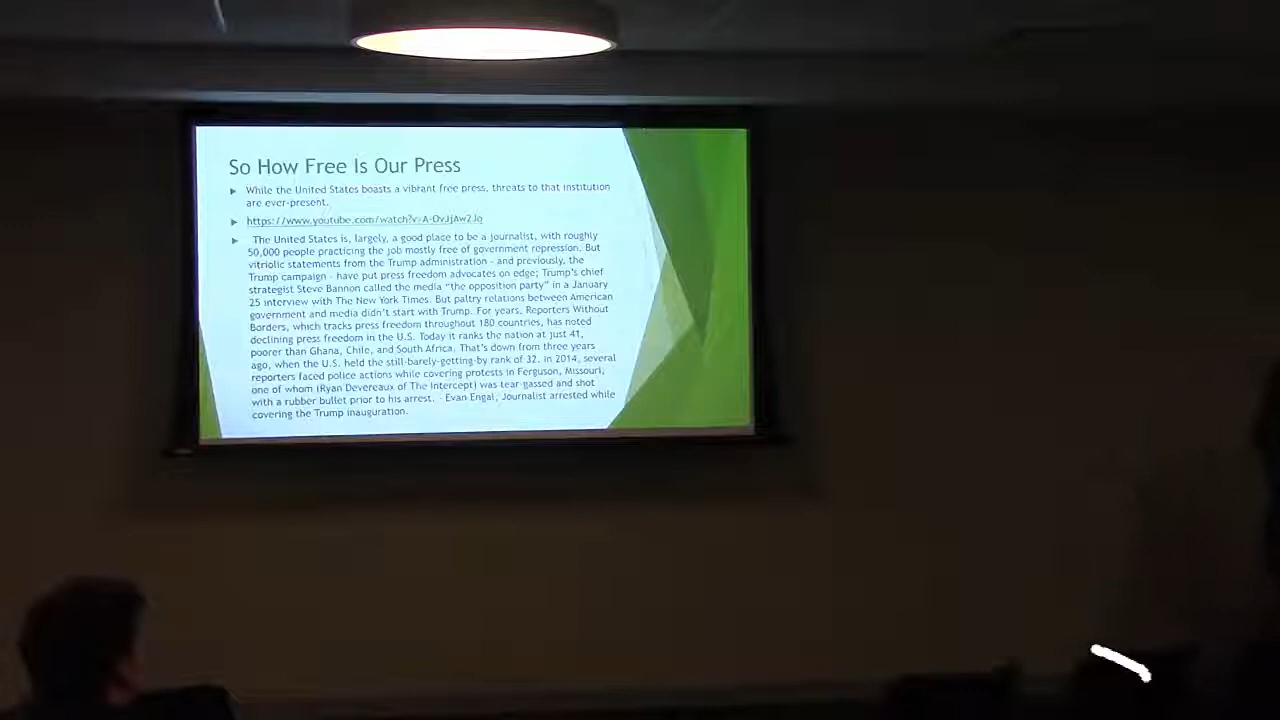 So How Free Is Our Press
While the United States boasts a vibrant free press, threats to that institution
are ever-present.
https://www.youtube.com/watch?v=A-OvJjAw2Jo
The United States is, largely, a good place to be a journalist, with roughly
50,000 people practicing the job mostly free of government repression. But
vitriolic statements from the Trump administration - and previously, the
Trump campaign - have put press freedom advocates on edge; Trump's chief
strategist Steve Bannon called the media “the opposition party” in a January
25 interview with The New York Times. But paltry relations between American
government and media didn't start with Trump. For years, Reporters Without
Borders, which tracks press freedom throughout 180 countries, has noted
declining press freedom in the U.S. Today it ranks the nation at just 41,
poorer than Ghana, Chile, and South Africa. That's down from three years
ago, when the U.S. held the still-barely-getting-by rank of 32. In 2014, several
reporters faced police actions while covering protests in Ferguson, Missouri,
one of whom (Ryan Devereaux of The Intercept) was tear-gassed and shot
with a rubber bullet prior to his arrest. - Evan Engal, Journalist arrested while
covering the Trump inauguration.